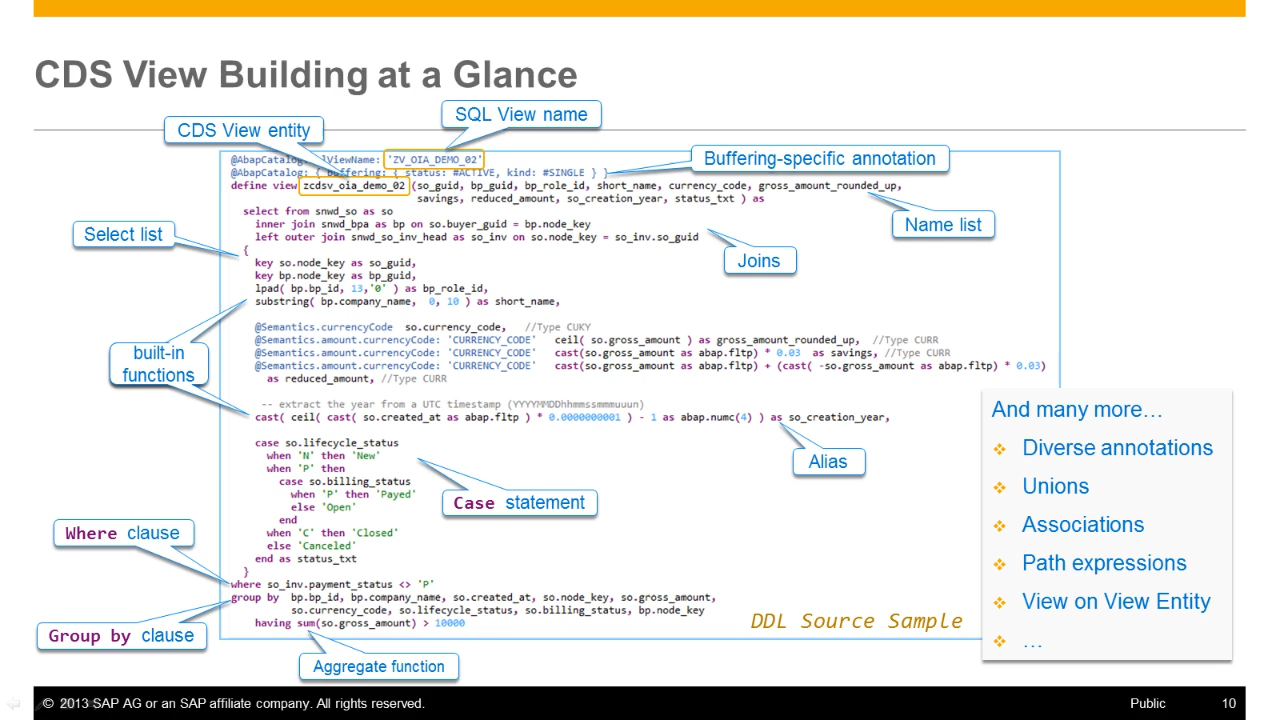 CDS View Building at a Glance
SQL View name
CDS View entity
Buffering-specific annotation
@AbapCatalog. lViewName: 'ZV_OIA_DEMO_02'
@AbapCatalog: { buffering: { status: #ACTIVE, kind: #SINGLE } }
define view zcdsv_oia_demo_02 (so_guid, bp_guid, bp_role_id, short_name, currency_code, gross_amount_rounded_up,
savings, reduced_amount, so_creation_year, status_txt ) as
Name list
select from snwd_so as so
inner join snwd_bpa as bp on so.buyer_guid = bp.node_key
left outer join snwd_so_inv_head as so_inv on so.node_key = so_inv.so_guid
Select list
Joins
{
key so.node_key as so_guid,
key bp.node_key as bp_guid,
lpad( bp.bp_id, 13,'0' ) as bp_role_id,
substring( bp.company_name, 0, 10 ) as short_name,
@Semantics.currencyCode so.currency_code, //Type CUKY
@Semantics.amount.currencyCode: 'CURRENCY_CODE' ceil( so.gross_amount ) as gross_amount_rounded_up, //Type CURR
@Semantics.amount.currencyCode: 'CURRENCY_CODE' cast(so.gross_amount as abap.fltp) * 0.03 as savings, //Type CURR
@Semantics.amount.currencyCode: 'CURRENCY_CODE' cast(so.gross_amount as abap.fltp) + (cast( -so.gross_amount as abap.fltp) * 0.03)
as reduced_amount, //Type CURR
built-in
functions
-- extract the year from a UTC timestamp (YYYYMMDDhhmmssmmmuuun)
cast( ceil( cast( so.created_at as abap.fltp ) * 0.0000000001 ) - 1 as abap.numc(4) ) as so_creation_year,
Alias
case so.lifecycle_status
when 'N' then 'New'
when 'P' then
case so.billing_status
when 'P' then 'Payed'
else 'Open'
end
when 'C' then 'Closed'
else 'Canceled'
end as status_txt
}
Case statement
Where clause
where so_inv.payment_status <> 'P'
group by bp.bp_id, bp.company_name, so.created_at, so.node_key, so.gross_amount,
so.currency_code, so.lifecycle_status, so.billing_status, bp.node_key
having sum(so.gross_amount) > 10000
Group by clause
Aggregate function
DDL Source Sample
And many more…
Diverse annotations
Unions
Associations
Path expressions
View on View Entity
…
© 2013 SAP AG or an SAP affiliate company. All rights reserved.
Public
10